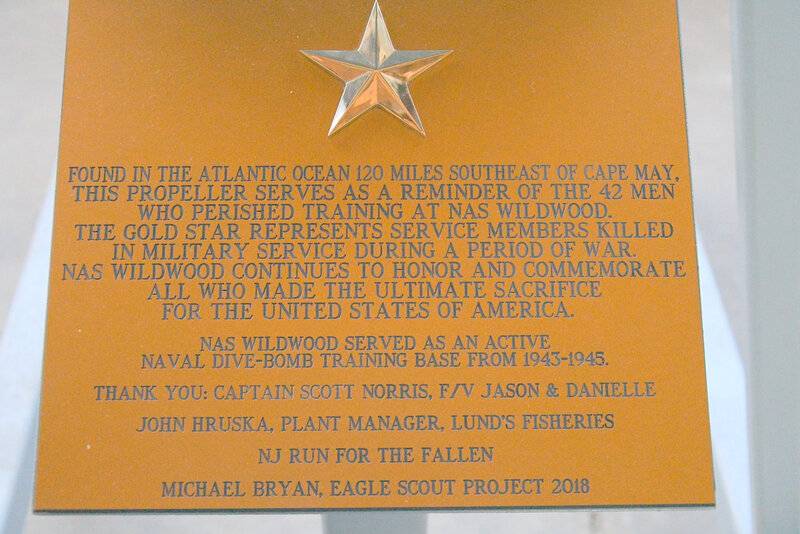 FOUND IN THE ATLANTIC OCEAN 120 MILES SOUTHEAST OF CAPE MAY,
THIS PROPELLER SERVES AS A REMINDER OF THE 42 MEN
WHO PERISHED TRAINING AT NAS WILDWOOD.
THE GOLD STAR REPRESENTS SERVICE MEMBERS KILLED
IN MILITARY SERVICE DURING A PERIOD OF WAR.
NAS WILDWOOD CONTINUES TO HONOR AND COMMEMORATE
ALL WHO MADE THE ULTIMATE SACRIFICE
FOR THE UNITED STATES OF AMERICA.
NAS WILDWOOD SERVED AS AN ACTIVE
NAVAL DIVE-BOMB TRAINING BASE FROM 1943-1945.
THANK YOU: CAPTAIN SCOTT NORRIS, F/V JASON & DANIELLE
JOHN HRUSKA, PLANT MANAGER, LUND'S FISHERIES
NJ RUN FOR THE FALLEN
MICHAEL BRYAN, EAGLE SCOUT PROJECT 2018